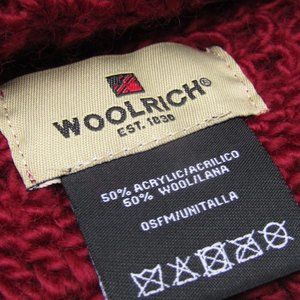 WOOLRICH®
EST. 1830
50% ACRYLIC/ACRILICO
50% WOOL/LANA
OSFM/UNITALLA